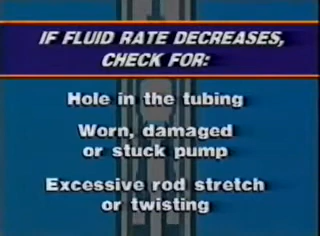 IF FLUID RATE DECREASES,
CHECK FOR:
Hole in the tubing
Worn, damaged
or stuck pump
Excessive rod stretch
or twisting